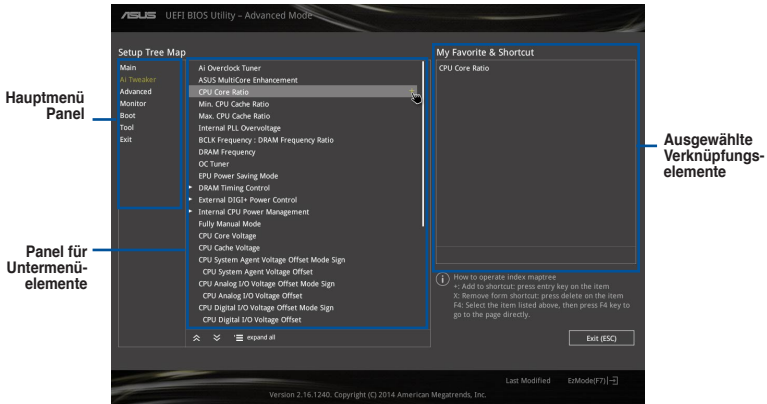 ASUS UEFI BIOS Utility – Advanced Mode
Setup Tree Map
Main
Ai Tweaker
Advanced
Monitor
Boot
Tool
Exit
Ai Overclock Tuner
ASUS MultiCore Enhancement
CPU Core Ratio +
Min. CPU Cache Ratio
Max. CPU Cache Ratio
Internal PLL Overvoltage
BCLK Frequency : DRAM Frequency Ratio
DRAM Frequency
OC Tuner
EPU Power Saving Mode
DRAM Timing Control
External DIGI+ Power Control
Internal CPU Power Management
Fully Manual Mode
CPU Core Voltage
CPU Cache Voltage
CPU System Agent Voltage Offset Mode Sign
CPU System Agent Voltage Offset
CPU Analog I/O Voltage Offset Mode Sign
CPU Analog I/O Voltage Offset
CPU Digital I/O Voltage Offset Mode Sign
CPU Digital I/O Voltage Offset
expand all
My Favorite & Shortcut
CPU Core Ratio
How to operate index maptree
+: Add to shortcut: press entry key on the item
X: Remove form shortcut: press delete on the item
F4: Select the item listed above, then press F4 key to
go to the page directly.
Exit (ESC)
Last Modified EzMode(F7)
Version 2.16.1240. Copyright (C) 2014 American Megatrends, Inc.
Hauptmenü
Panel
Panel für
Untermenü-
elemente
Ausgewählte
Verknüpfungs-
elemente